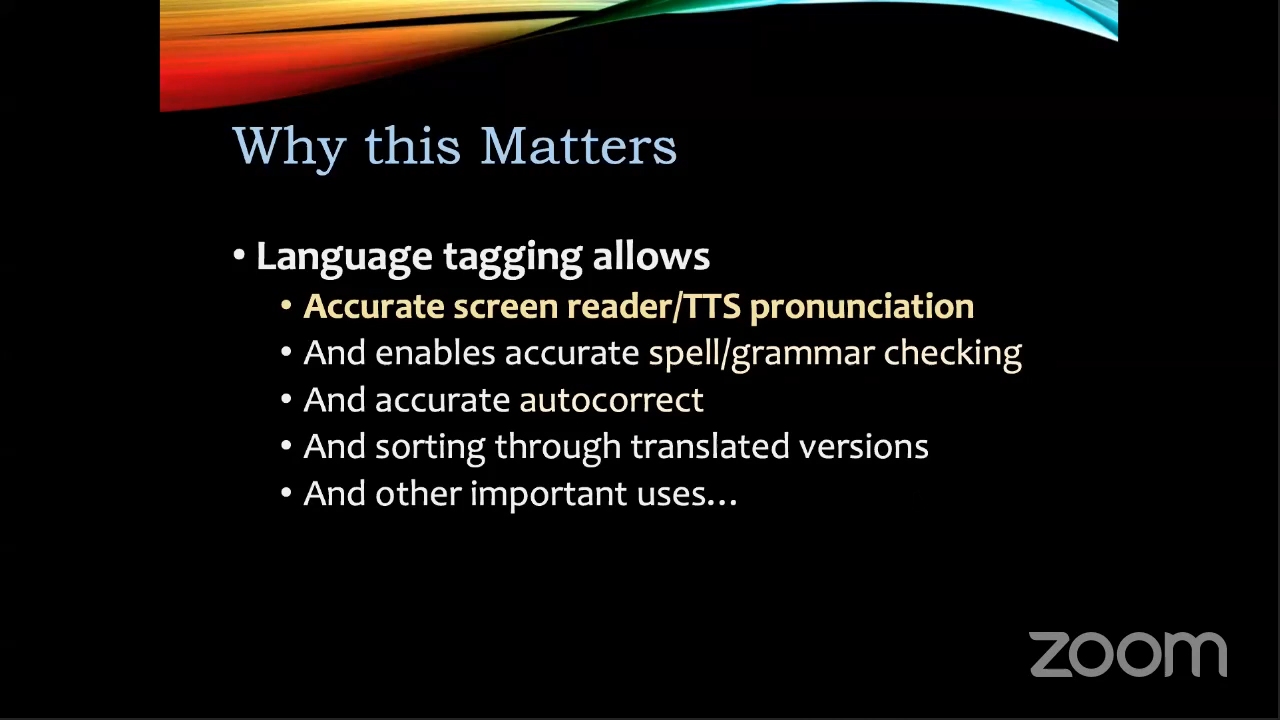 Why this Matters
• Language tagging allows
• Accurate screen reader/TTS pronunciation
• And enables accurate spell/grammar checking
• And accurate autocorrect
• And sorting through translated versions
• And other important uses…
zoom